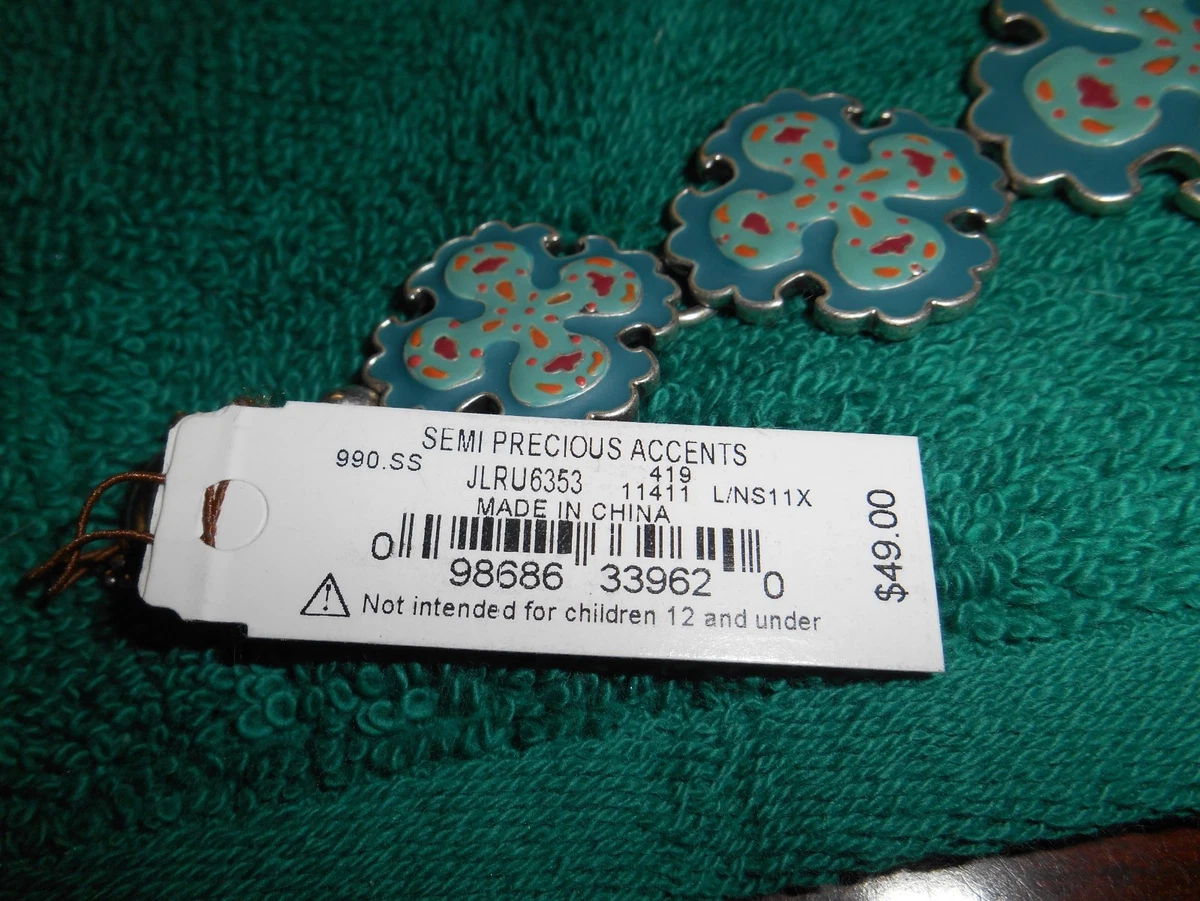 SEMI PRECIOUS ACCENTS
990.SS JLRU6353 419
11411 L/NS11X
MADE IN CHINA
0 98686 33962 0
Not intended for children 12 and under
$49.00